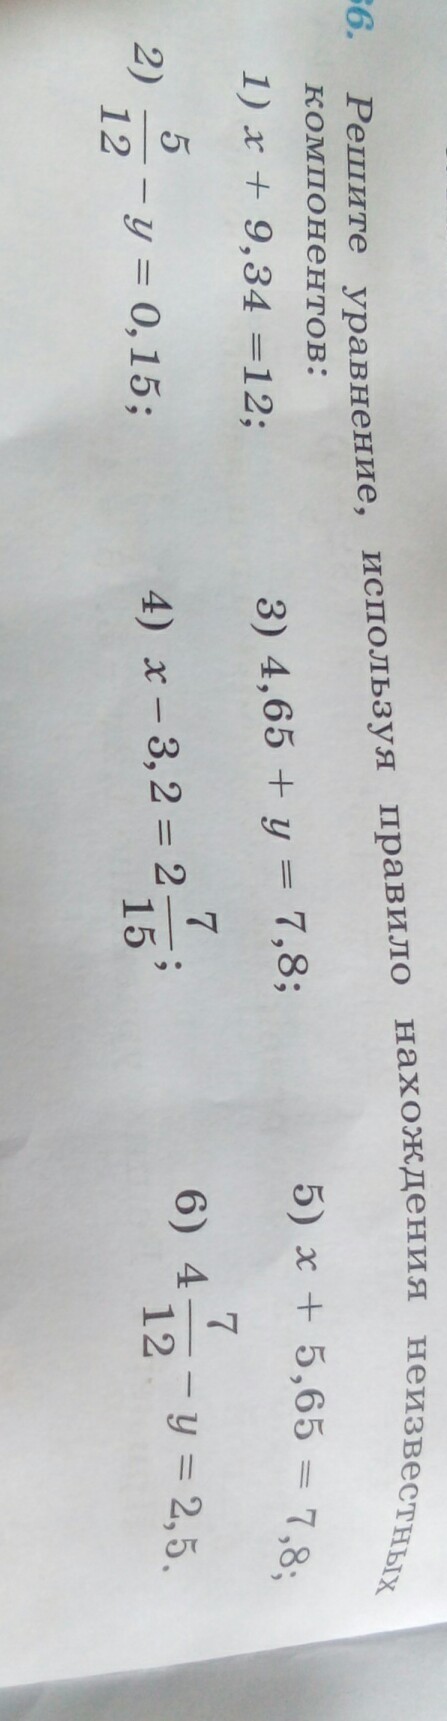 36. Решите уравнение, используя правило нахождения неизвестных
компонентов:
1) x + 9,34 =12; 3) 4,65 + y = 7,8; 5) x + 5,65 = 7,8;
2) 5/12 − y = 0,15; 4) x − 3,2 = 2 7/15; 6) 4 7/12 − y = 2,5.